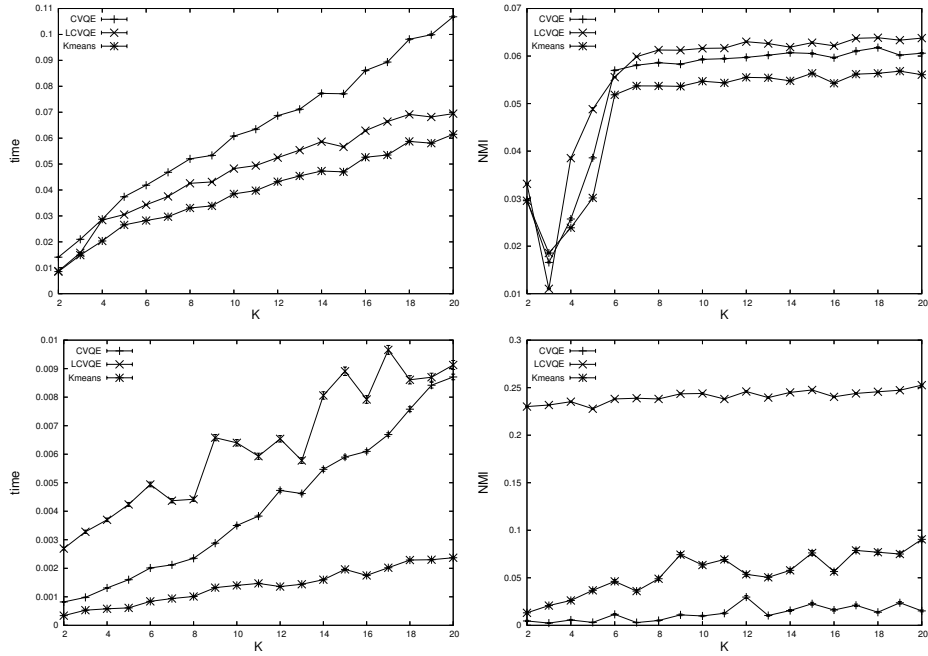 0.11
0.1
0.09
0.08
0.07
0.06
0.05
0.04
0.03
0.02
0.01
0
time
CVQE
LCVQE
Kmeans
2 4 6 8 10 12 14 16 18 20
K
0.07
0.06
0.05
0.04
0.03
0.02
0.01
NMI
CVQE
LCVQE
Kmeans
2 4 6 8 10 12 14 16 18 20
K
0.01
0.009
0.008
0.007
0.006
0.005
0.004
0.003
0.002
0.001
0
time
CVQE
LCVQE
Kmeans
2 4 6 8 10 12 14 16 18 20
K
0.3
0.25
0.2
0.15
0.1
0.05
0
NMI
CVQE
LCVQE
Kmeans
2 4 6 8 10 12 14 16 18 20
K